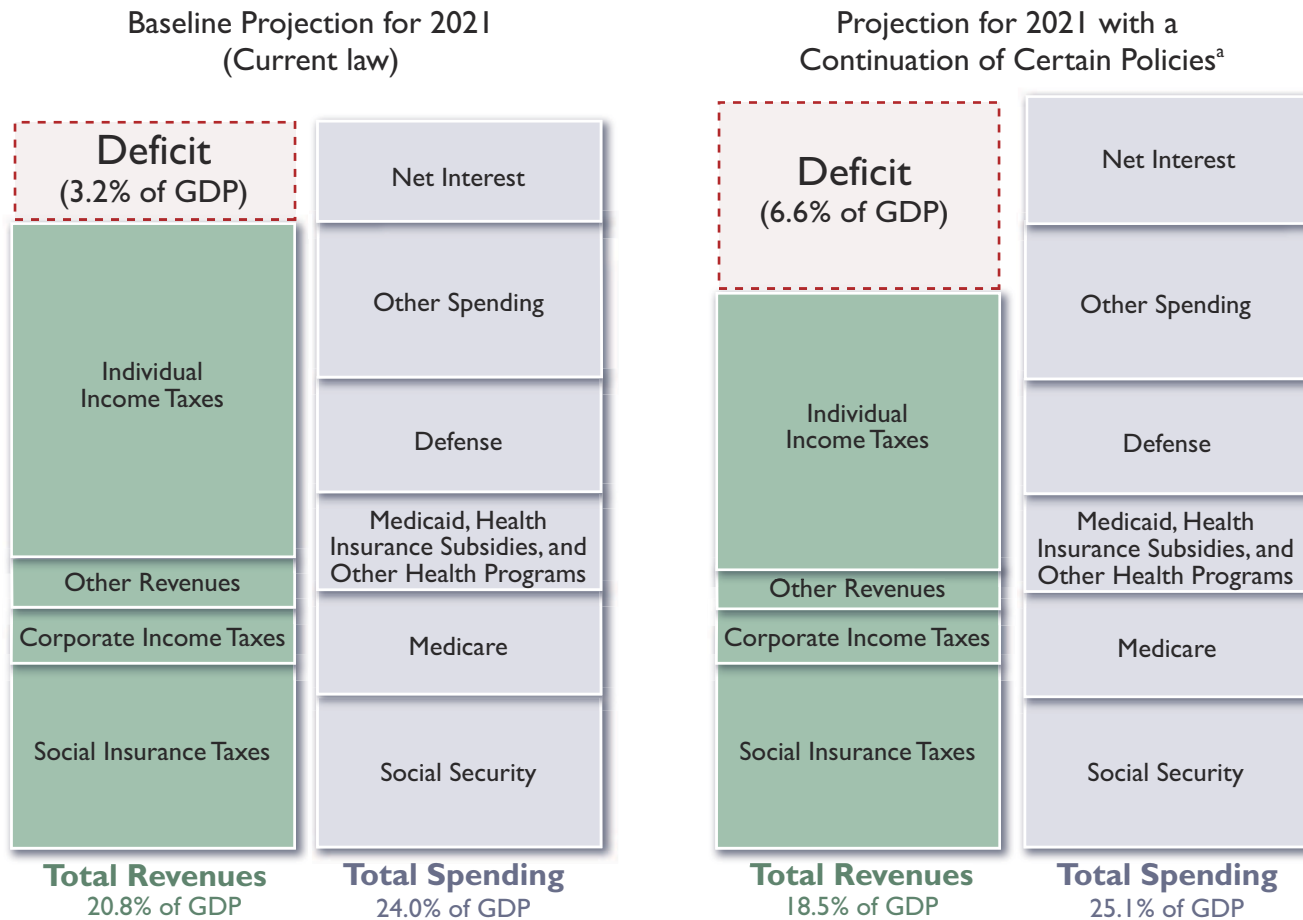 Baseline Projection for 2021
(Current law)
Deficit
(3.2% of GDP)
Individual
Income Taxes
Other Revenues
Corporate Income Taxes
Social Insurance Taxes
Total Revenues
20.8% of GDP
Net Interest
Other Spending
Defense
Medicaid, Health
Insurance Subsidies, and
Other Health Programs
Medicare
Social Security
Total Spending
24.0% of GDP
Projection for 2021 with a
Continuation of Certain Policiesᵃ
Deficit
(6.6% of GDP)
Individual
Income Taxes
Other Revenues
Corporate Income Taxes
Social Insurance Taxes
Total Revenues
18.5% of GDP
Net Interest
Other Spending
Defense
Medicaid, Health
Insurance Subsidies, and
Other Health Programs
Medicare
Social Security
Total Spending
25.1% of GDP